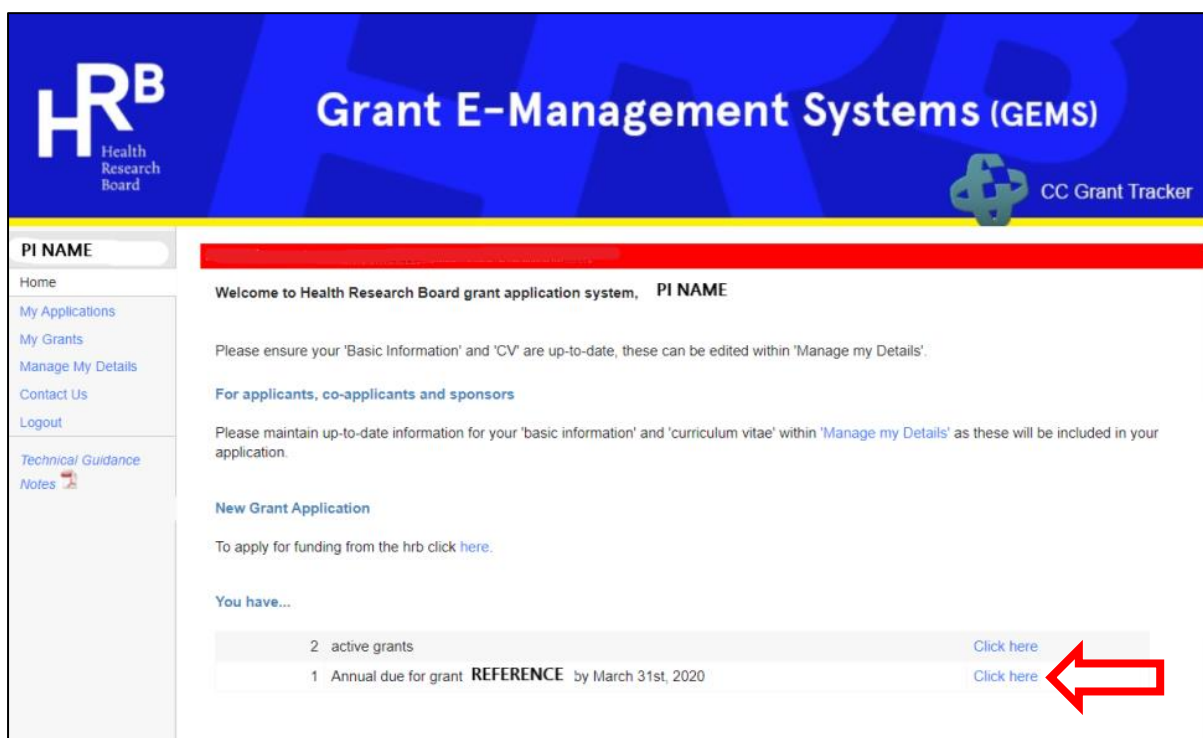 HRB
Health
Research
Board
Grant E-Management Systems (GEMS)
CC Grant Tracker
PI NAME
Home
My Applications
My Grants
Manage My Details
Contact Us
Logout
Technical Guidance
Notes
Welcome to Health Research Board grant application system, PI NAME
Please ensure your 'Basic Information' and 'CV' are up-to-date, these can be edited within 'Manage my Details'.
For applicants, co-applicants and sponsors
Please maintain up-to-date information for your 'basic information' and 'curriculum vitae' within 'Manage my Details' as these will be included in your
application.
New Grant Application
To apply for funding from the hrb click here.
You have...
2 active grants Click here
1 Annual due for grant REFERENCE by March 31st, 2020 Click here